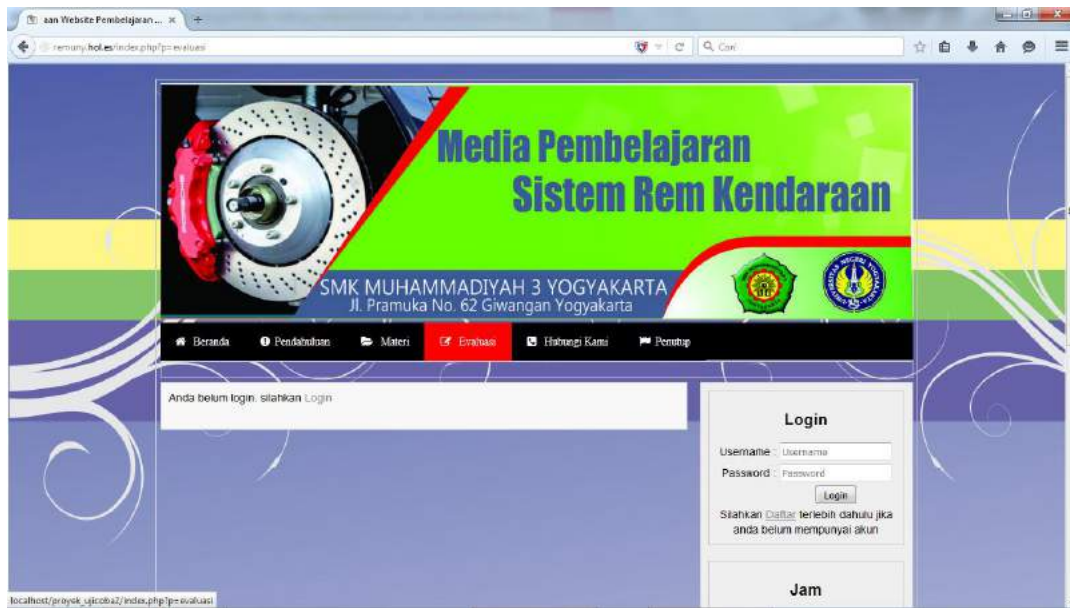 aan Website Pembelajaran ...
remuny.hol.es/index.php?p=evaluasi
Cari
Media Pembelajaran
Sistem Rem Kendaraan
SMK MUHAMMADIYAH 3 YOGYAKARTA
Jl. Pramuka No. 62 Giwangan Yogyakarta
Beranda Pendahuluan Materi Evaluasi Hubungi Kami Penutup
Anda belum login. silahkan Login
Login
Username : Username
Password : Password
Login
Silahkan Daftar terlebih dahulu jika
anda belum mempunyai akun
Jam
localhost/proyek_ujicoba2/index.php?p=evaluasi